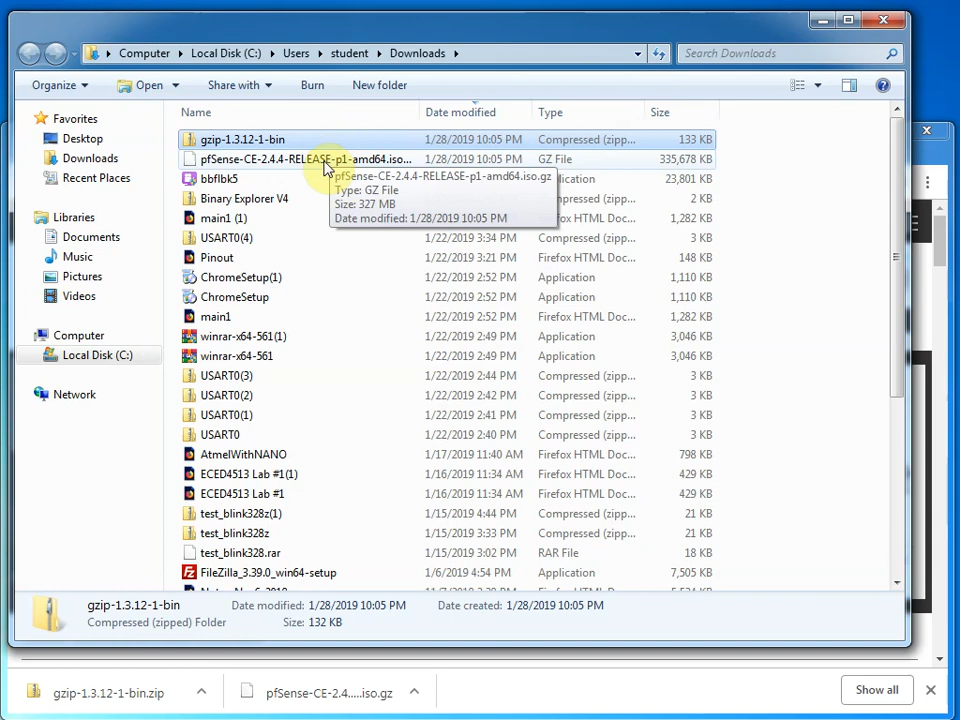 Computer Local Disk (C:) Users student Downloads Search Downloads
Organize Open Share with Burn New folder
Favorites
Desktop
Downloads
Recent Places
Libraries
Documents
Music
Pictures
Videos
Computer
Local Disk (C:)
Network
Name Date modified Type Size
gzip-1.3.12-1-bin 1/28/2019 10:05 PM Compressed (zipp... 133 KB
pfSense-CE-2.4.4-RELEASE-p1-amd64.iso... 1/28/2019 10:05 PM GZ File 335,678 KB
pfSense-CE-2.4.4-RELEASE-p1-amd64.iso.gz
Type: GZ File
Size: 327 MB
Date modified: 1/28/2019 10:05 PM
bbflbk5 23,801 KB
Binary Explorer V4 2 KB
main1 (1) 1,282 KB
USART0(4) 1/22/2019 3:34 PM Compressed (zipp... 2 KB
Pinout 1/22/2019 3:21 PM Firefox HTML Doc... 148 KB
ChromeSetup(1) 1/22/2019 2:52 PM Application 1,110 KB
ChromeSetup 1/22/2019 2:52 PM Application 1,110 KB
main1 1/22/2019 2:52 PM Firefox HTML Doc... 1,282 KB
winrar-x64-561(1) 1/22/2019 2:49 PM Application 3,046 KB
winrar-x64-561 1/22/2019 2:49 PM Application 3,046 KB
USART0(3) 1/22/2019 2:44 PM Compressed (zipp... 2 KB
USART0(2) 1/22/2019 2:42 PM Compressed (zipp... 2 KB
USART0(1) 1/22/2019 2:41 PM Compressed (zipp... 2 KB
USART0 1/22/2019 2:40 PM Compressed (zipp... 2 KB
AtmelWithNANO 1/17/2019 11:40 AM Firefox HTML Doc... 798 KB
ECED4513 Lab #1(1) 1/16/2019 11:34 AM Firefox HTML Doc... 429 KB
ECED4513 Lab #1 1/16/2019 11:34 AM Firefox HTML Doc... 429 KB
test_blink328z(1) 1/15/2019 4:44 PM Compressed (zipp... 21 KB
test_blink328z 1/15/2019 3:33 PM Compressed (zipp... 21 KB
test_blink328.rar 1/15/2019 3:02 PM RAR File 18 KB
FileZilla_3.39.0_win64-setup 1/6/2019 4:54 PM Application 7,505 KB
gzip-1.3.12-1-bin Date modified: 1/28/2019 10:05 PM Date created: 1/28/2019 10:05 PM
Compressed (zipped) Folder Size: 132 KB
gzip-1.3.12-1-bin.zip pfSense-CE-2.4.....iso.gz Show all